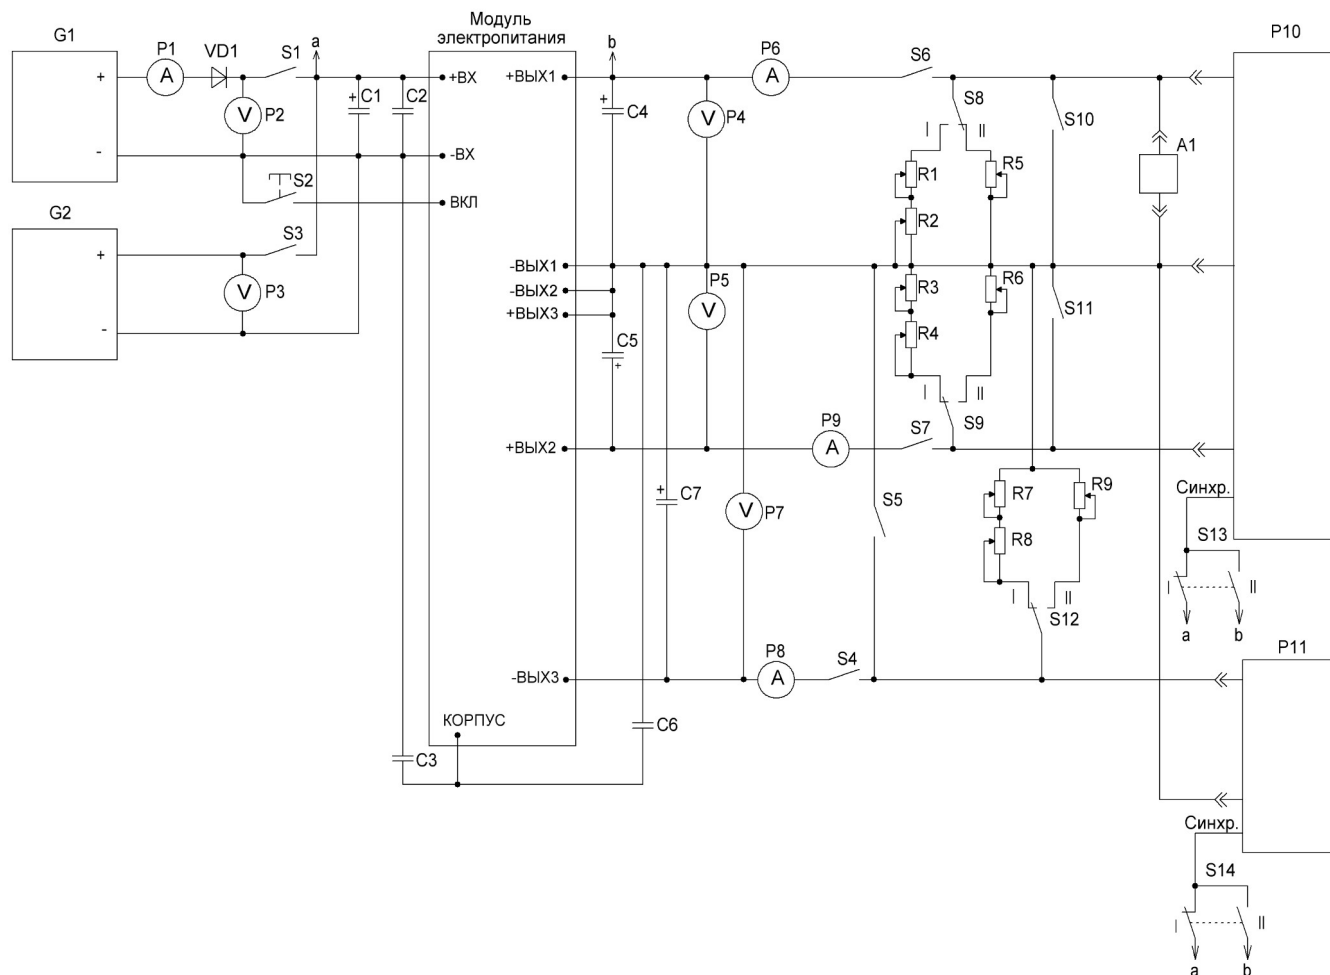 G1
P1
A
VD1
S1
a
Модуль
электропитания
b
P6
A
S6
P10
+
+ВХ
+ВЫХ1
V
P2
+
C1
C2
+
C4
V
P4
S8
I
II
S10
A1
-
-ВХ
S2
ВКЛ
R1
R5
R2
G2
+
S3
-ВЫХ1
-ВЫХ2
+ВЫХ3
P5
V
R3
R6
S11
V
P3
-
C5
+
R4
I
II
S9
+ВЫХ2
P9
A
S7
+
C7
V
P7
S5
R7
R9
R8
Синхр.
S13
I
II
a
b
I
II
S12
-ВЫХ3
P8
A
S4
P11
КОРПУС
C3
C6
Синхр.
S14
I
II
a
b